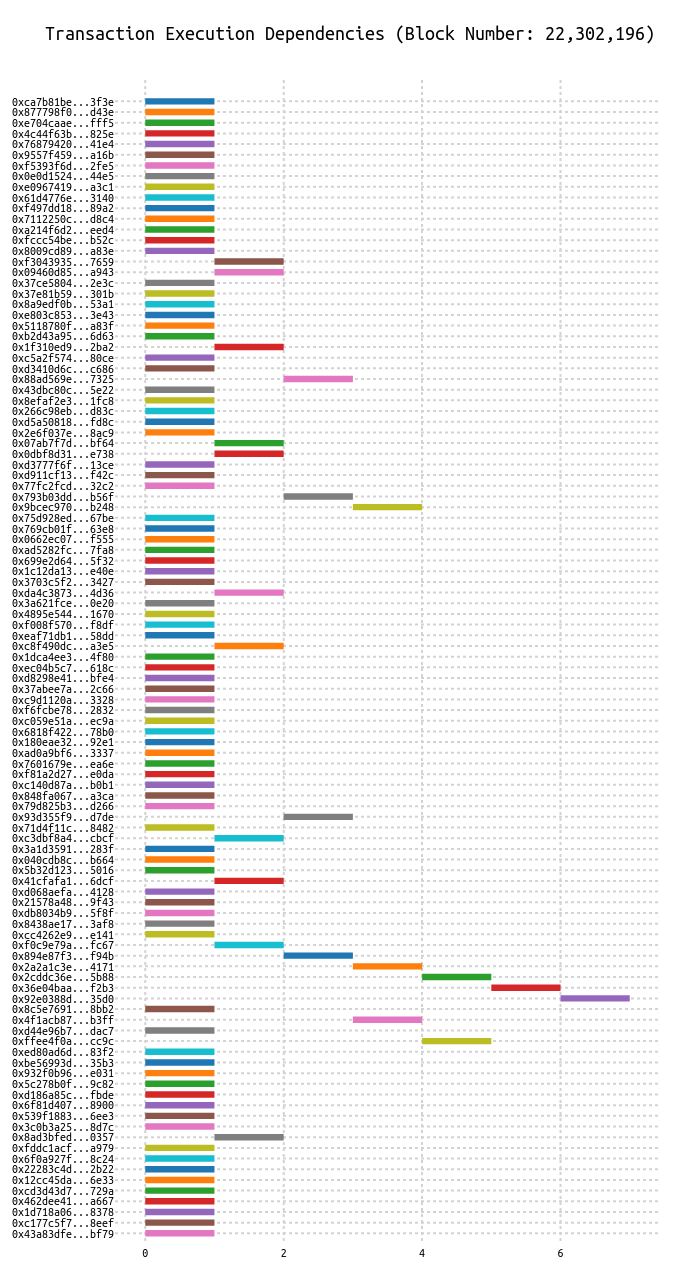 Transaction Execution Dependencies (Block Number: 22,302,196)
0xca7b81be...3f3e
0x877798f0...d43e
0xe704caae...fff5
0x4c44f63b...825e
0x76879420...41e4
0x9557f459...a16b
0xf5393f6d...2fe5
0x0e0d1524...44e5
0xe0967419...a3c1
0x61d4776e...3140
0xf497dd18...89a2
0x7112250c...d8c4
0xa214f6d2...eed4
0xfccc54be...b52c
0x8009cd89...a83e
0xf3043935...7659
0x09460d85...a943
0x37ce5804...2e3c
0x37e81b59...301b
0x8a9edf0b...53a1
0xe803c853...3e43
0x5118780f...a83f
0xb2d43a95...6d63
0x1f310ed9...2ba2
0xc5a2f574...80ce
0xd3410d6c...c686
0x88ad569e...7325
0x43dbc80c...5e22
0x8efaf2e3...1fc8
0x266c98eb...d83c
0xd5a50818...fd8c
0x2e6f037e...8ac9
0x07ab7f7d...bf64
0x0dbf8d31...e738
0xd3777f6f...13ce
0xd911cf13...f42c
0x77fc2fcd...32c2
0x793b03dd...b56f
0x9bcec970...b248
0x75d928ed...67be
0x769cb01f...63e8
0x0662ec07...f555
0xad5282fc...7fa8
0x699e2d64...5f32
0x1c12da13...e40e
0x3703c5f2...3427
0xda4c3873...4d36
0x3a621fce...0e20
0x4895e544...1670
0xf008f570...f8df
0xeaf71db1...58dd
0xc8f490dc...a3e5
0x1dca4ee3...4f80
0xec04b5c7...618c
0xd8298e41...bfe4
0x37abee7a...2c66
0xc9d1120a...3328
0xf6fcbe78...2832
0xc059e51a...ec9a
0x6818f422...78b0
0x180eae32...92e1
0xad0a9bf6...3337
0x7601679e...ea6e
0xf81a2d27...e0da
0xc140d87a...b0b1
0x848fa067...a3ca
0x79d825b3...d266
0x93d355f9...d7de
0x71d4f11c...8482
0xc3dbf8a4...cbcf
0x3a1d3591...283f
0x040cdb8c...b664
0x5b32d123...5016
0x41cfafa1...6dcf
0xd068aefa...4128
0x21578a48...9f43
0xdb8034b9...5f8f
0x8438ae17...3af8
0xcc4262e9...e141
0xf0c9e79a...fc67
0x894e87f3...f94b
0x2a2a1c3e...4171
0x2cddc36e...5b88
0x36e04baa...f2b3
0x92e0388d...35d0
0x8c5e7691...8bb2
0x4f1acb87...b3ff
0xd44e96b7...dac7
0xffee4f0a...cc9c
0xed80ad6d...83f2
0xbe56993d...35b3
0x932f0b96...e031
0x5c278b0f...9c82
0xd186a85c...fbde
0x6f81d407...8900
0x539f1883...6ee3
0x3c0b3a25...8d7c
0x8ad3bfed...0357
0xfddc1acf...a979
0x6f0a927f...8c24
0x22283c4d...2b22
0x12cc45da...6e33
0xcd3d43d7...729a
0x462dee41...a667
0x1d718a06...8378
0xc177c5f7...8eef
0x43a83dfe...bf79
0 2 4 6